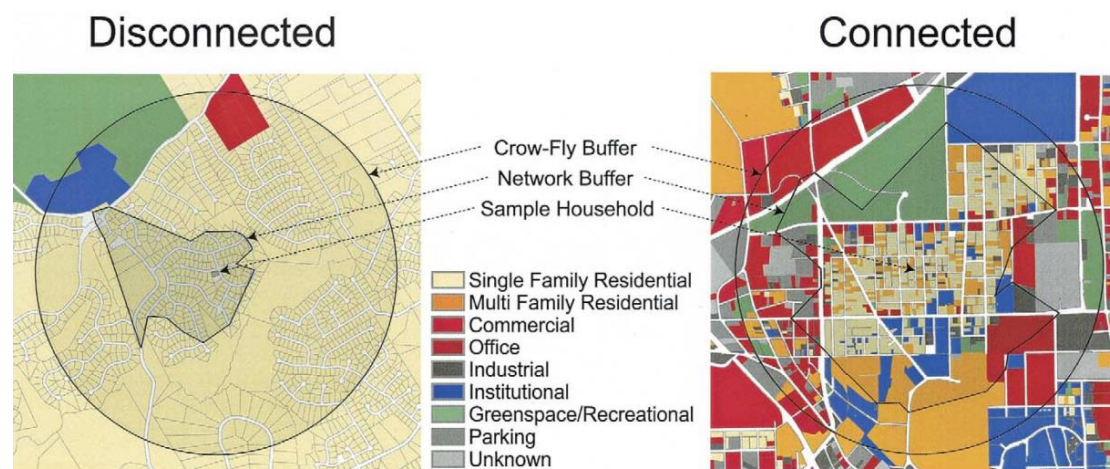 Disconnected
Connected
Crow-Fly Buffer
Network Buffer
Sample Household
Single Family Residential
Multi Family Residential
Commercial
Office
Industrial
Institutional
Greenspace/Recreational
Parking
Unknown